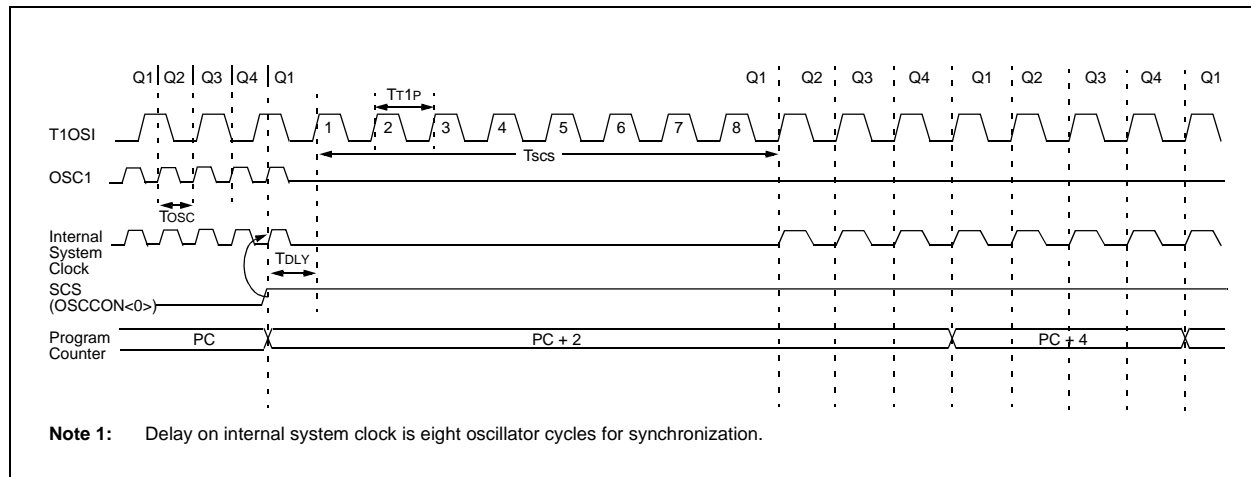 Q1 Q2 Q3 Q4 Q1 Q1 Q2 Q3 Q4 Q1 Q2 Q3 Q4 Q1
TT1P
T1OSI
1 2 3 4 5 6 7 8
TSCS
OSC1
TOSC
Internal
System
Clock
TDLY
SCS
(OSCCON<0>)
Program
Counter
PC PC + 2 PC + 4
Note 1: Delay on internal system clock is eight oscillator cycles for synchronization.